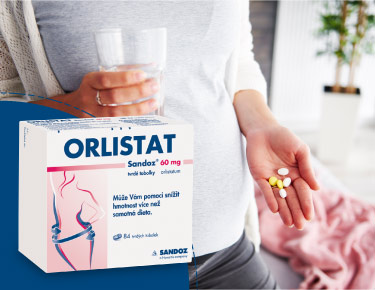 ORLISTAT
Sandoz® 60 mg
tvrdé tobolky orlistatum
Může Vám pomoci snížit
hmotnost více než
samotná dieta.
84 tvrdých tobolek
SANDOZ